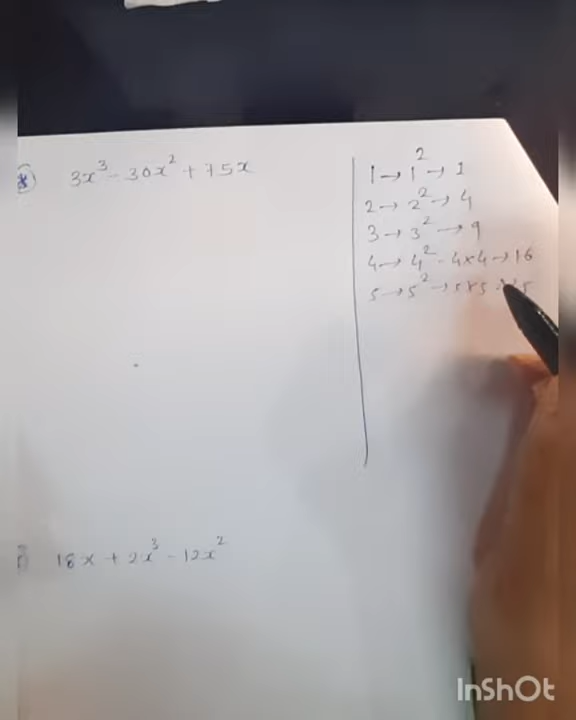 3x³ - 30x² + 75x
1 → 1² → 1
2 → 2² → 4
3 → 3² → 9
4 → 4² - 4×4 → 16
5 → 5² → 5×5
18x + 2x³ - 12x²
InShOt